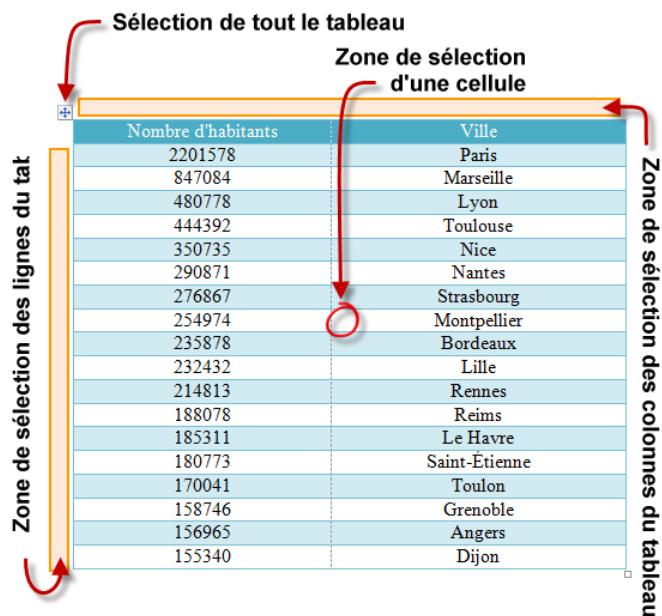 Sélection de tout le tableau
Zone de sélection
d'une cellule
Nombre d'habitants Ville
2201578 Paris
847084 Marseille
480778 Lyon
444392 Toulouse
350735 Nice
290871 Nantes
276867 Strasbourg
254974 Montpellier
235878 Bordeaux
232432 Lille
214813 Rennes
188078 Reims
185311 Le Havre
180773 Saint-Étienne
170041 Toulon
158746 Grenoble
156965 Angers
155340 Dijon
Zone de sélection des lignes du
Zone de sélection des colonnes du tableau